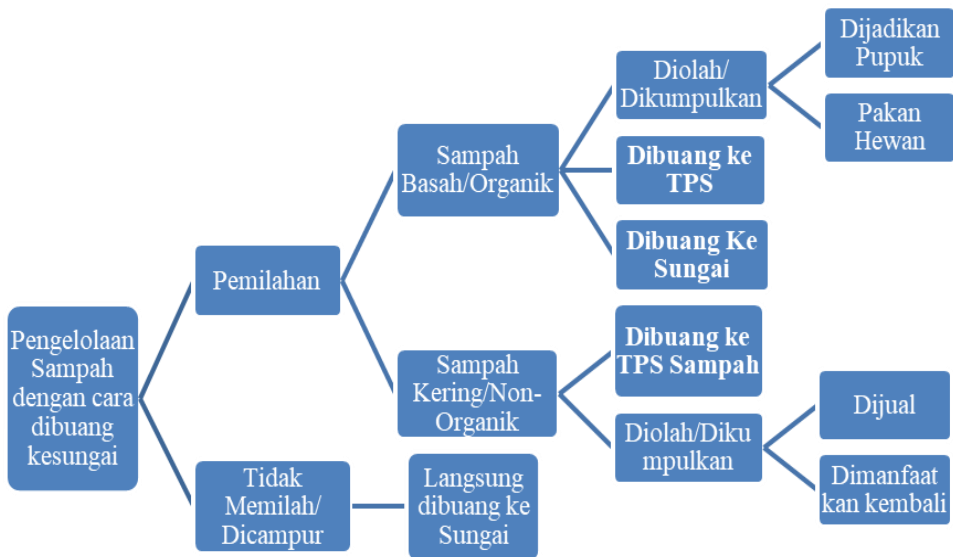 Pengelolaan
Sampah
dengan cara
dibuang
kesungai
Pemilahan
Sampah
Basah/Organik
Diolah/
Dikumpulkan
Dijadikan
Pupuk
Pakan
Hewan
Dibuang ke
TPS
Dibuang Ke
Sungai
Sampah
Kering/Non-
Organik
Dibuang ke
TPS Sampah
Diolah/Diku
mpulkan
Dijual
Dimanfaat
kan kembali
Tidak
Memilah/
Dicampur
Langsung
dibuang ke
Sungai